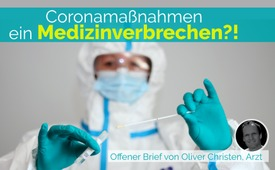 Coronamaßnahmen
ein Medizinverbrechen?!
Offener Brief von Oliver Christen, Arzt